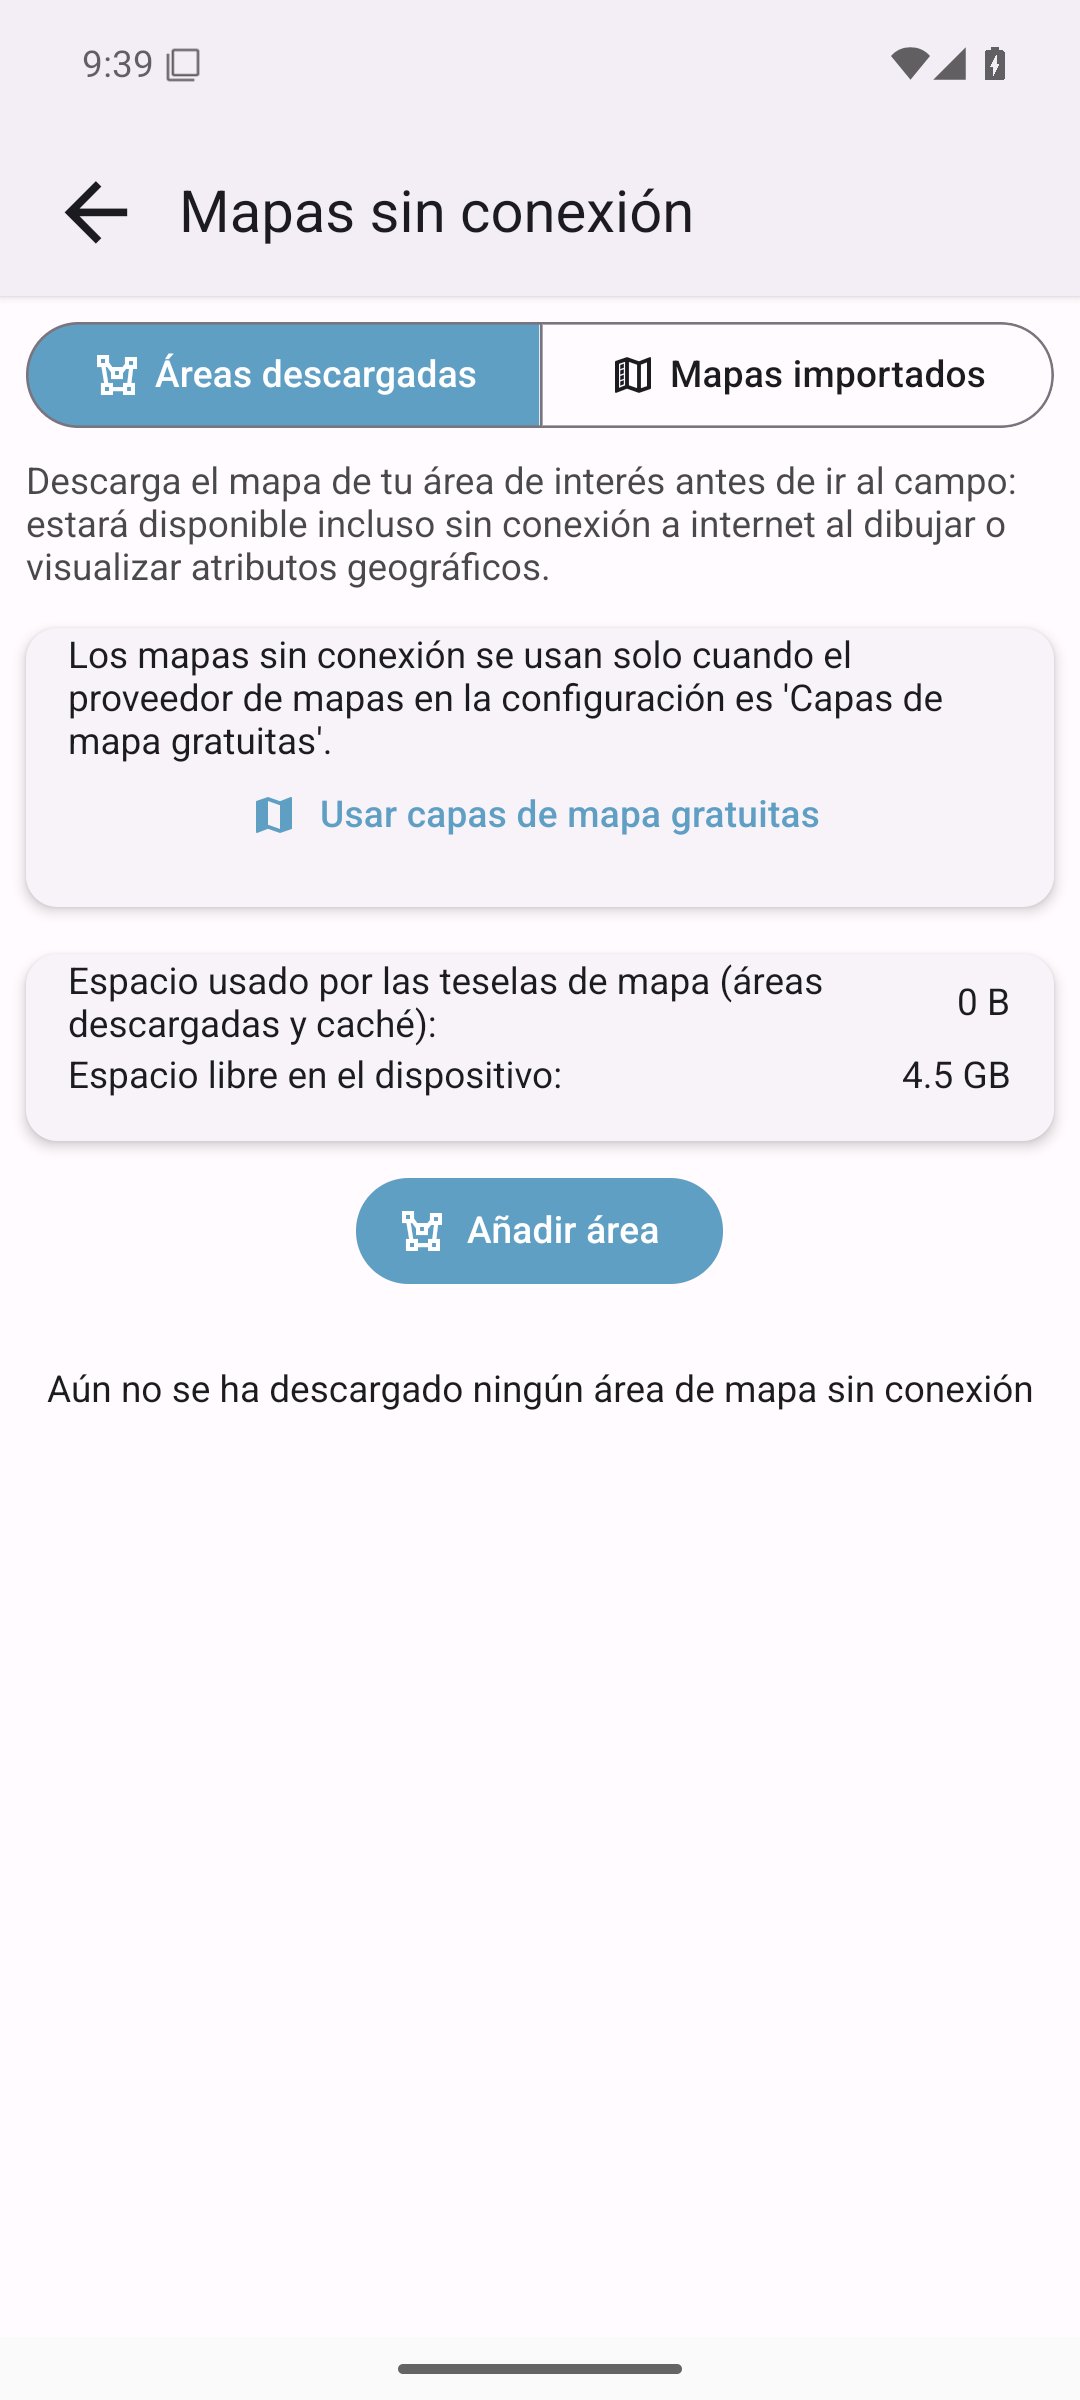 9:39
Mapas sin conexión
Áreas descargadas
Mapas importados
Descarga el mapa de tu área de interés antes de ir al campo:
estará disponible incluso sin conexión a internet al dibujar o
visualizar atributos geográficos.
Los mapas sin conexión se usan solo cuando el
proveedor de mapas en la configuración es 'Capas de
mapa gratuitas'.
Usar capas de mapa gratuitas
Espacio usado por las teselas de mapa (áreas
descargadas y caché):
0 B
Espacio libre en el dispositivo:
4.5 GB
Añadir área
Aún no se ha descargado ningún área de mapa sin conexión